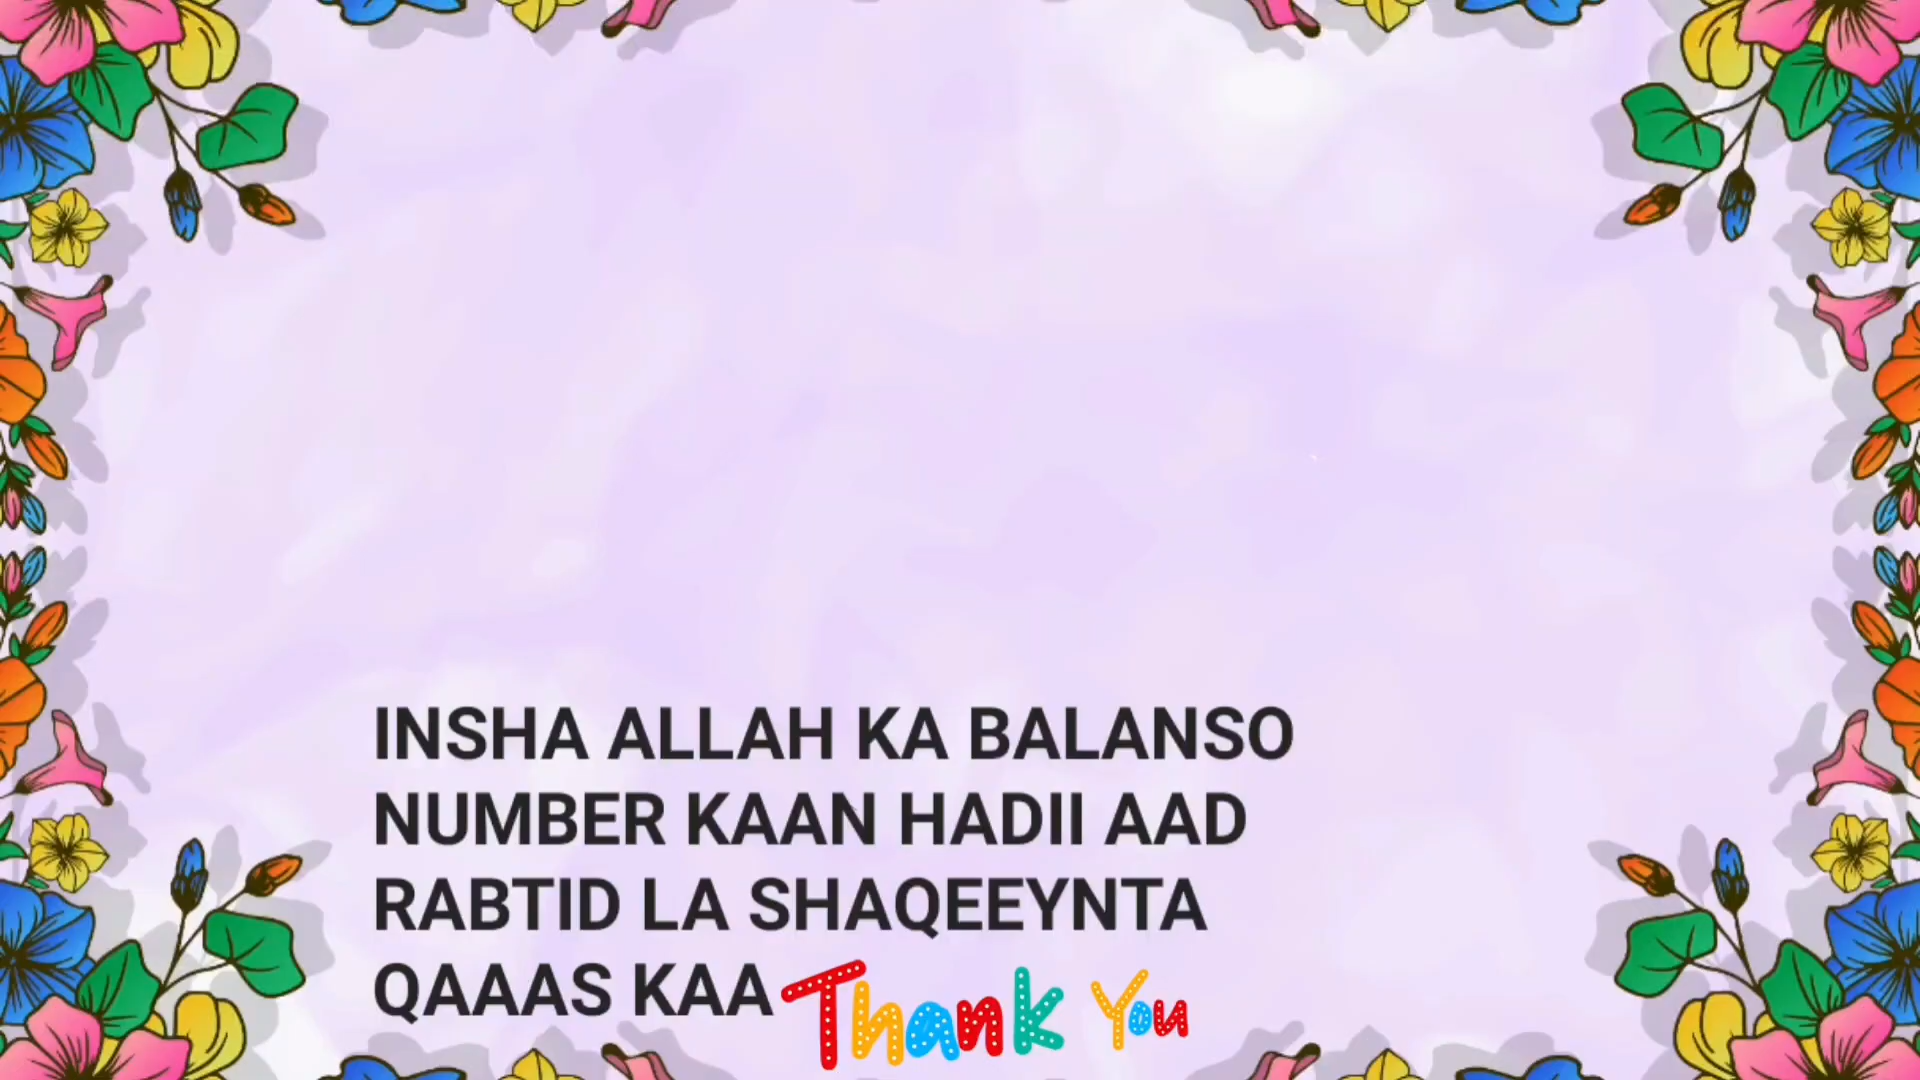 INSHA ALLAH KA BALANSO
NUMBER KAAN HADII AAD
RABTID LA SHAQEEYNTA
QAAAS KAA Thank You